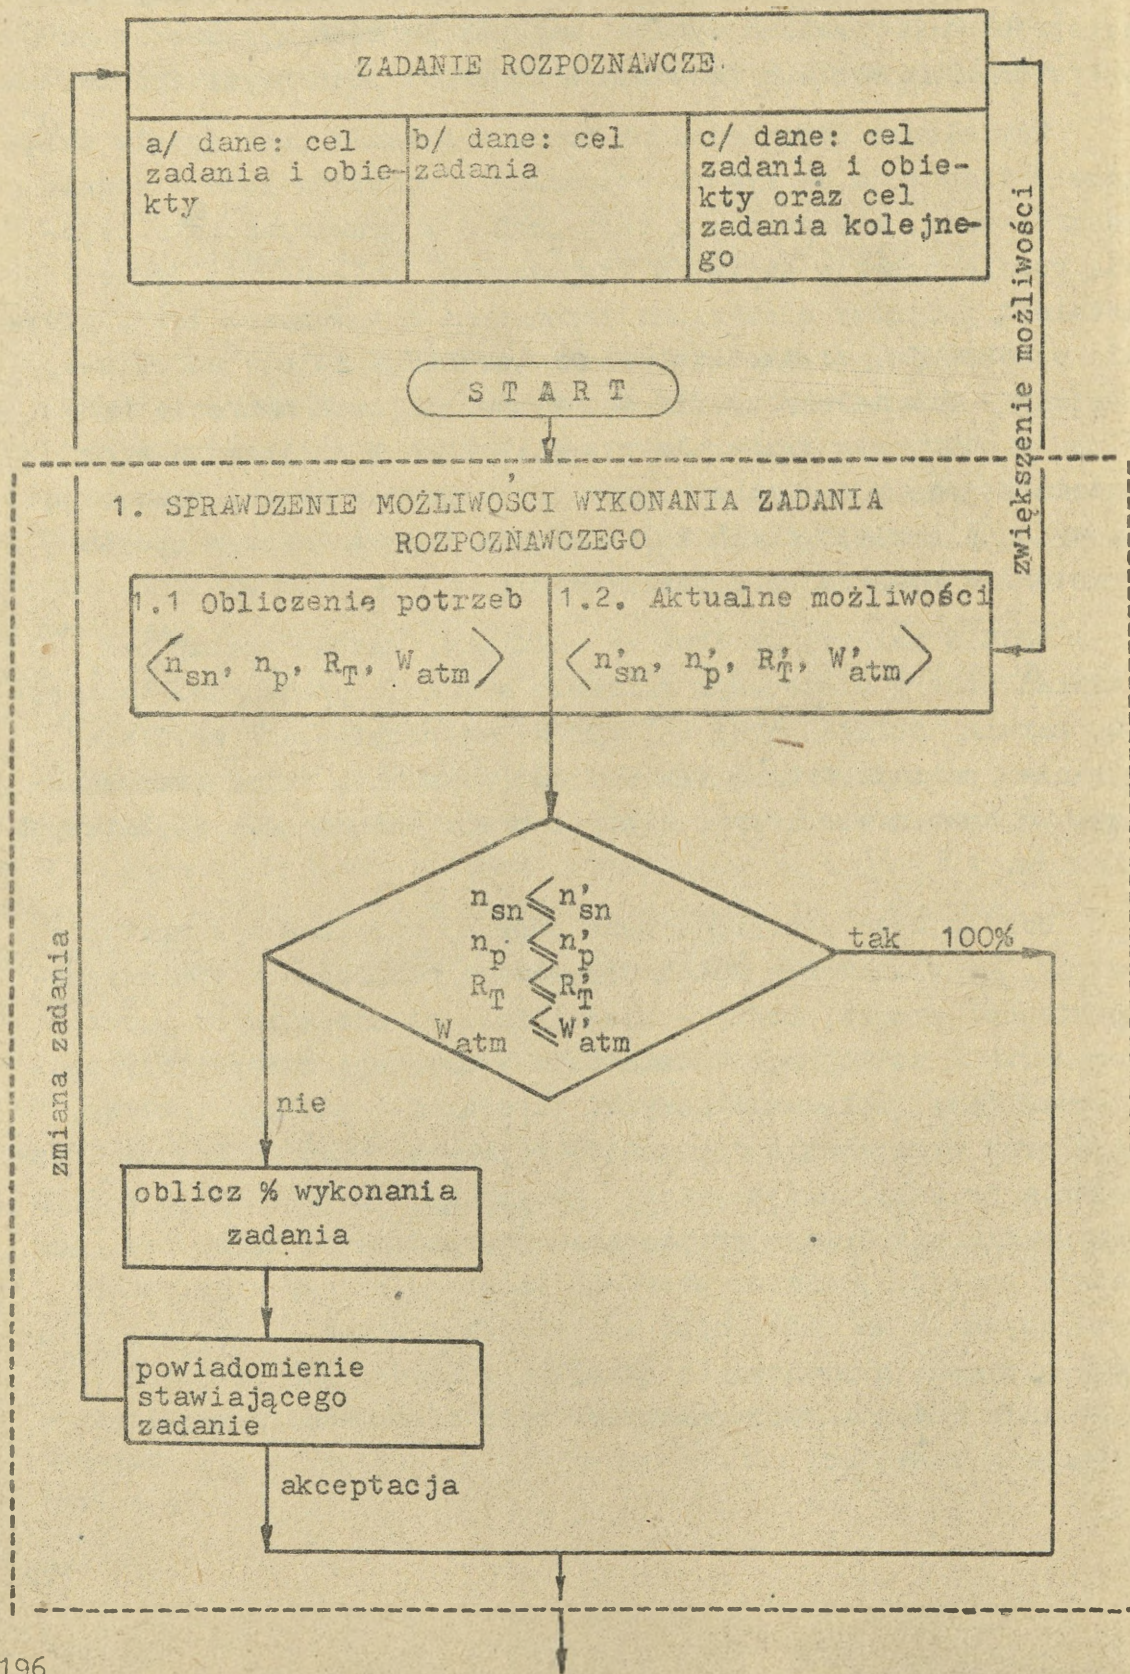 ZADANIE ROZPOZNAWCZE.
a/ dane: cel
zadania i obie-
kty
b/ dane: cel
zadania
c/ dane: cel
zadania i obie-
kty oraz cel
zadania kolejne-
go
zwiększenie możliwości
S T A R T
1. SPRAWDZENIE MOŻLIWOŚCI WYKONANIA ZADANIA
ROZPOZNAWCZEGO
1.1 Obliczenie potrzeb
⟨n_sn, n_p, R_T, W_atm⟩
1.2. Aktualne możliwości
⟨n'_sn, n'_p, R'_T, W'_atm⟩
n_sn ⩽ n'_sn
n_p ⩽ n'_p
R_T ⩽ R'_T
W_atm ⩽ W'_atm
tak 100%
nie
zmiana zadania
oblicz % wykonania
zadania
powiadomienie
stawiającego
zadanie
akceptacja
196